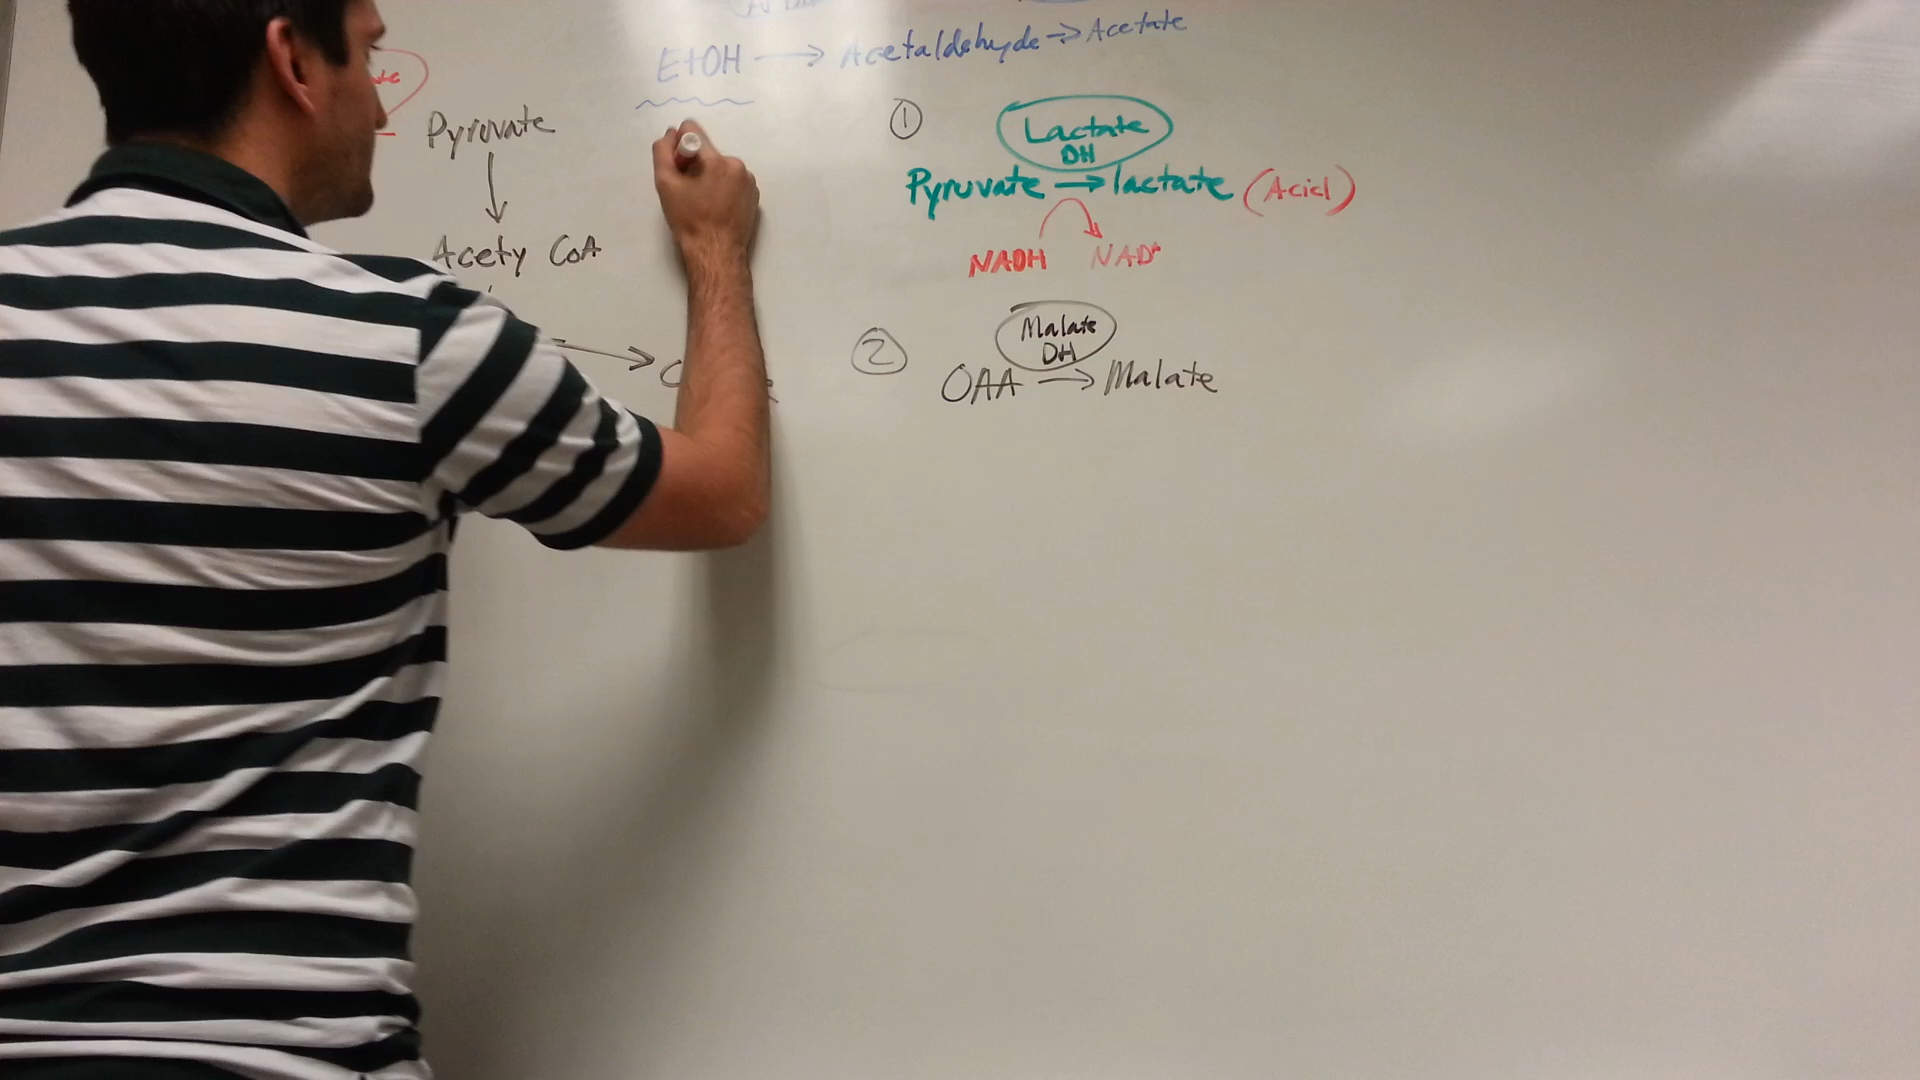 EtOH → Acetaldehyde → Acetate
Pyruvate
↓
Acety CoA
①
Lactate
DH
Pyruvate → lactate (Acid)
NADH NAD+
②
Malate
DH
OAA → Malate